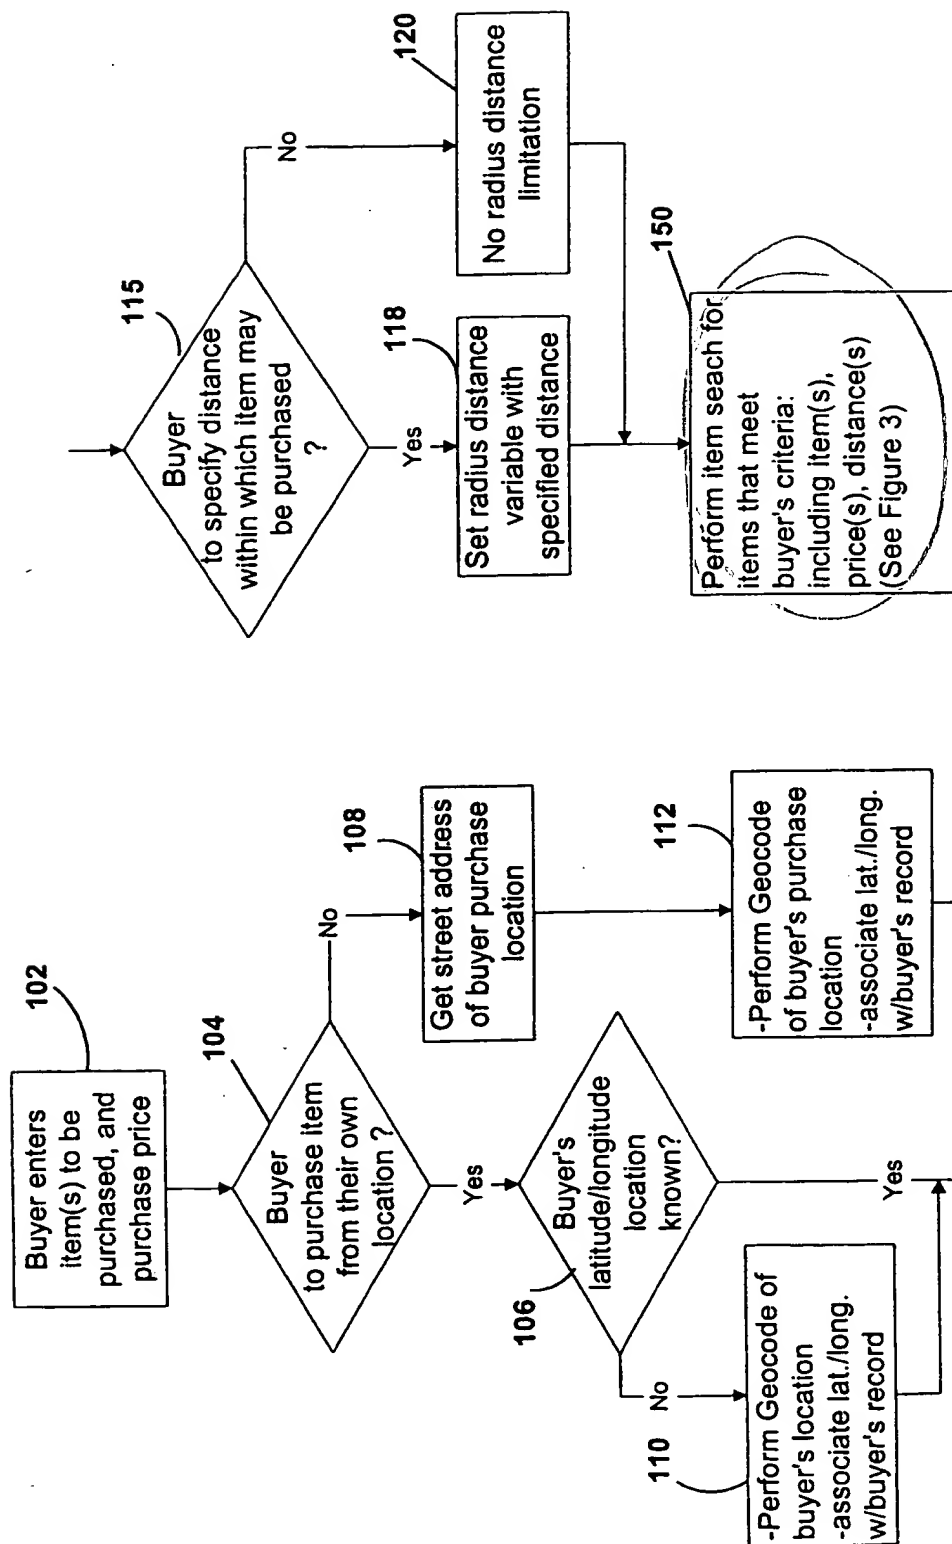 102
Buyer enters
item(s) to be
purchased, and
purchase price
104
Buyer
to purchase item
from their own
location ?
No
Yes
108
Get street address
of buyer purchase
location
106
Buyer's
latitude/longitude
location
known?
No
Yes
110
-Perform Geocode of
buyer's location
-associate lat./long.
w/buyer's record
112
-Perform Geocode
of buyer's purchase
location
-associate lat./long.
w/buyer's record
115
Buyer
to specify distance
within which item may
be purchased
?
No
Yes
118
Set radius distance
variable with
specified distance
120
No radius distance
limitation
150
Perform item seach for
items that meet
buyer's criteria:
including item(s),
price(s), distance(s)
(See Figure 3)